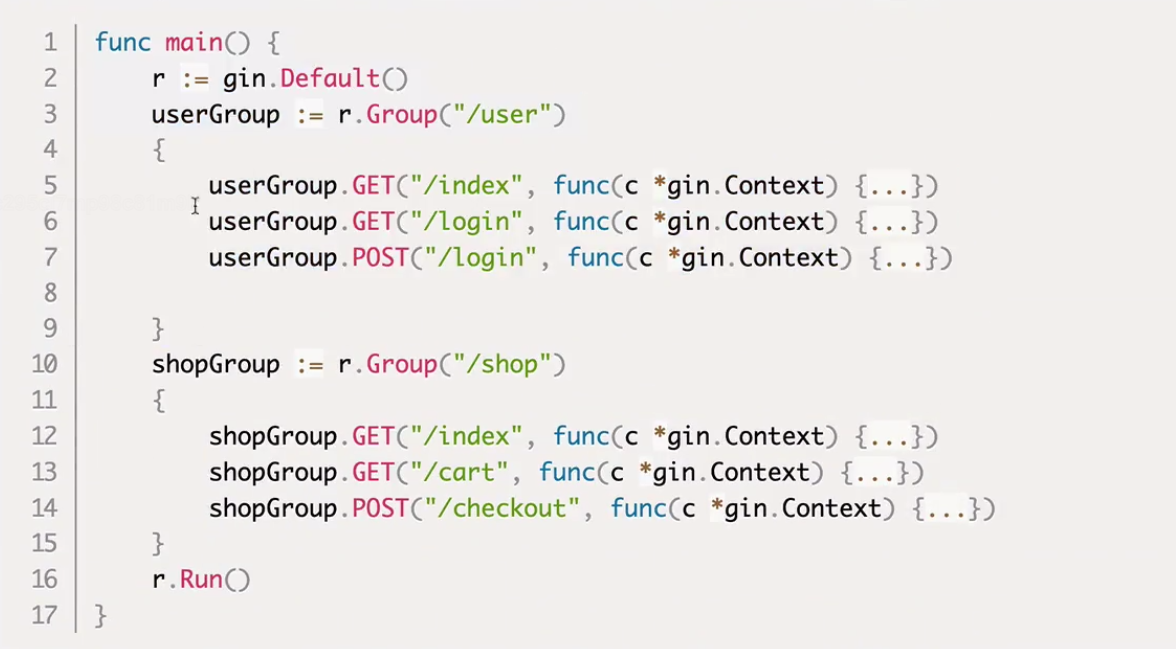 1 func main() {
2 r := gin.Default()
3 userGroup := r.Group("/user")
4 {
5 userGroup.GET("/index", func(c *gin.Context) {...})
6 userGroup.GET("/login", func(c *gin.Context) {...})
7 userGroup.POST("/login", func(c *gin.Context) {...})
8
9 }
10 shopGroup := r.Group("/shop")
11 {
12 shopGroup.GET("/index", func(c *gin.Context) {...})
13 shopGroup.GET("/cart", func(c *gin.Context) {...})
14 shopGroup.POST("/checkout", func(c *gin.Context) {...})
15 }
16 r.Run()
17 }